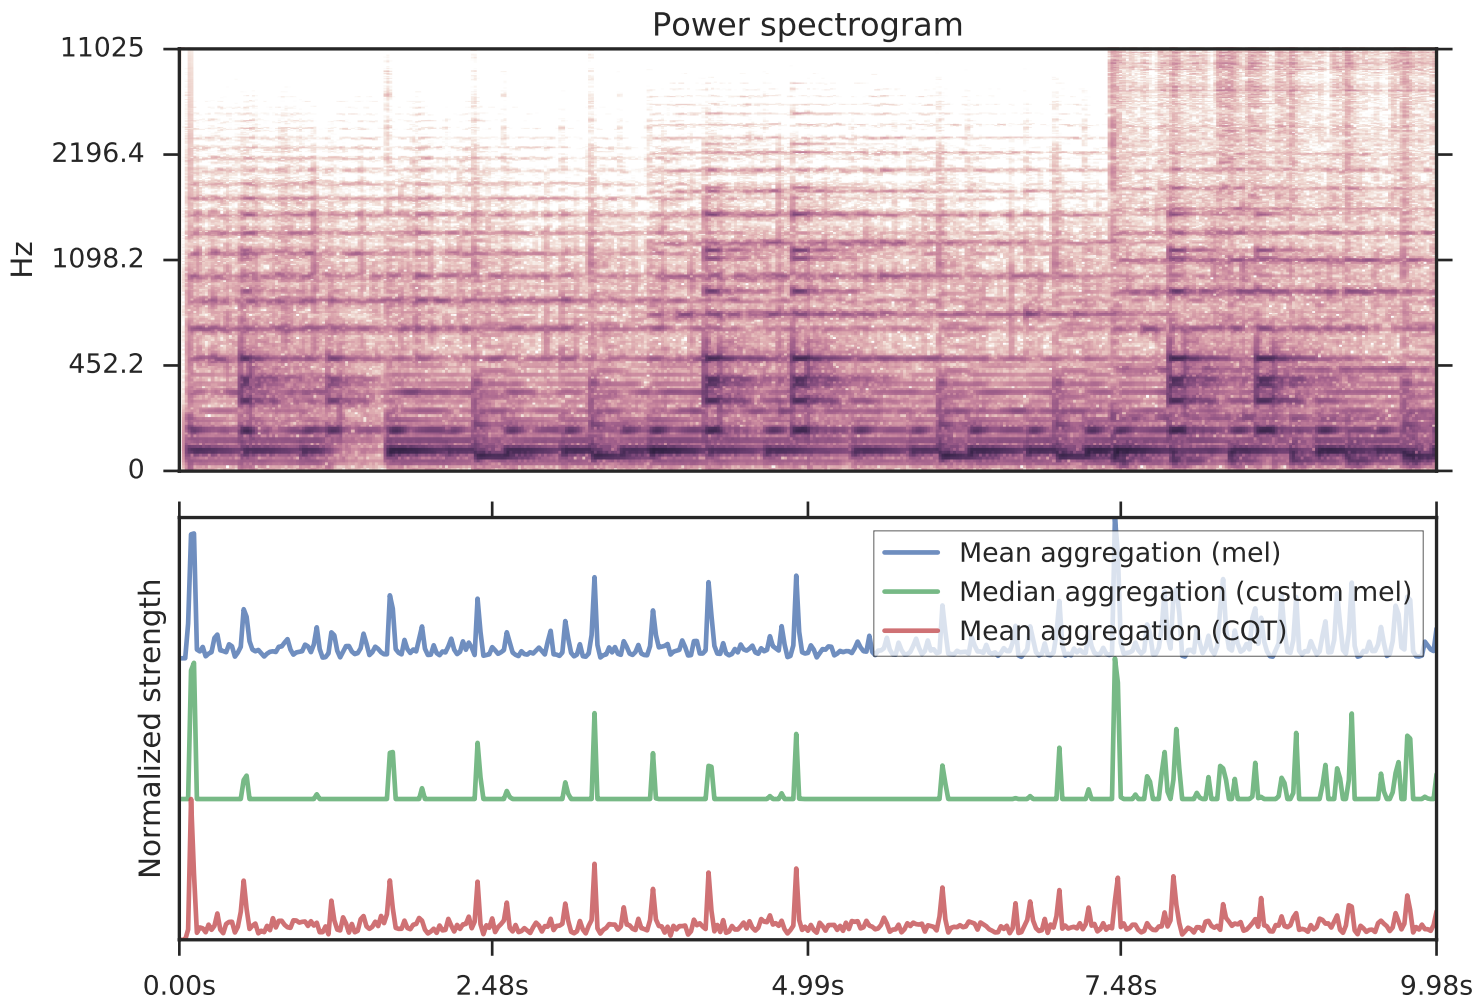 Power spectrogram
11025
2196.4
1098.2
452.2
0
Hz
Mean aggregation (mel)
Median aggregation (custom mel)
Mean aggregation (CQT)
Normalized strength
0.00s 2.48s 4.99s 7.48s 9.98s